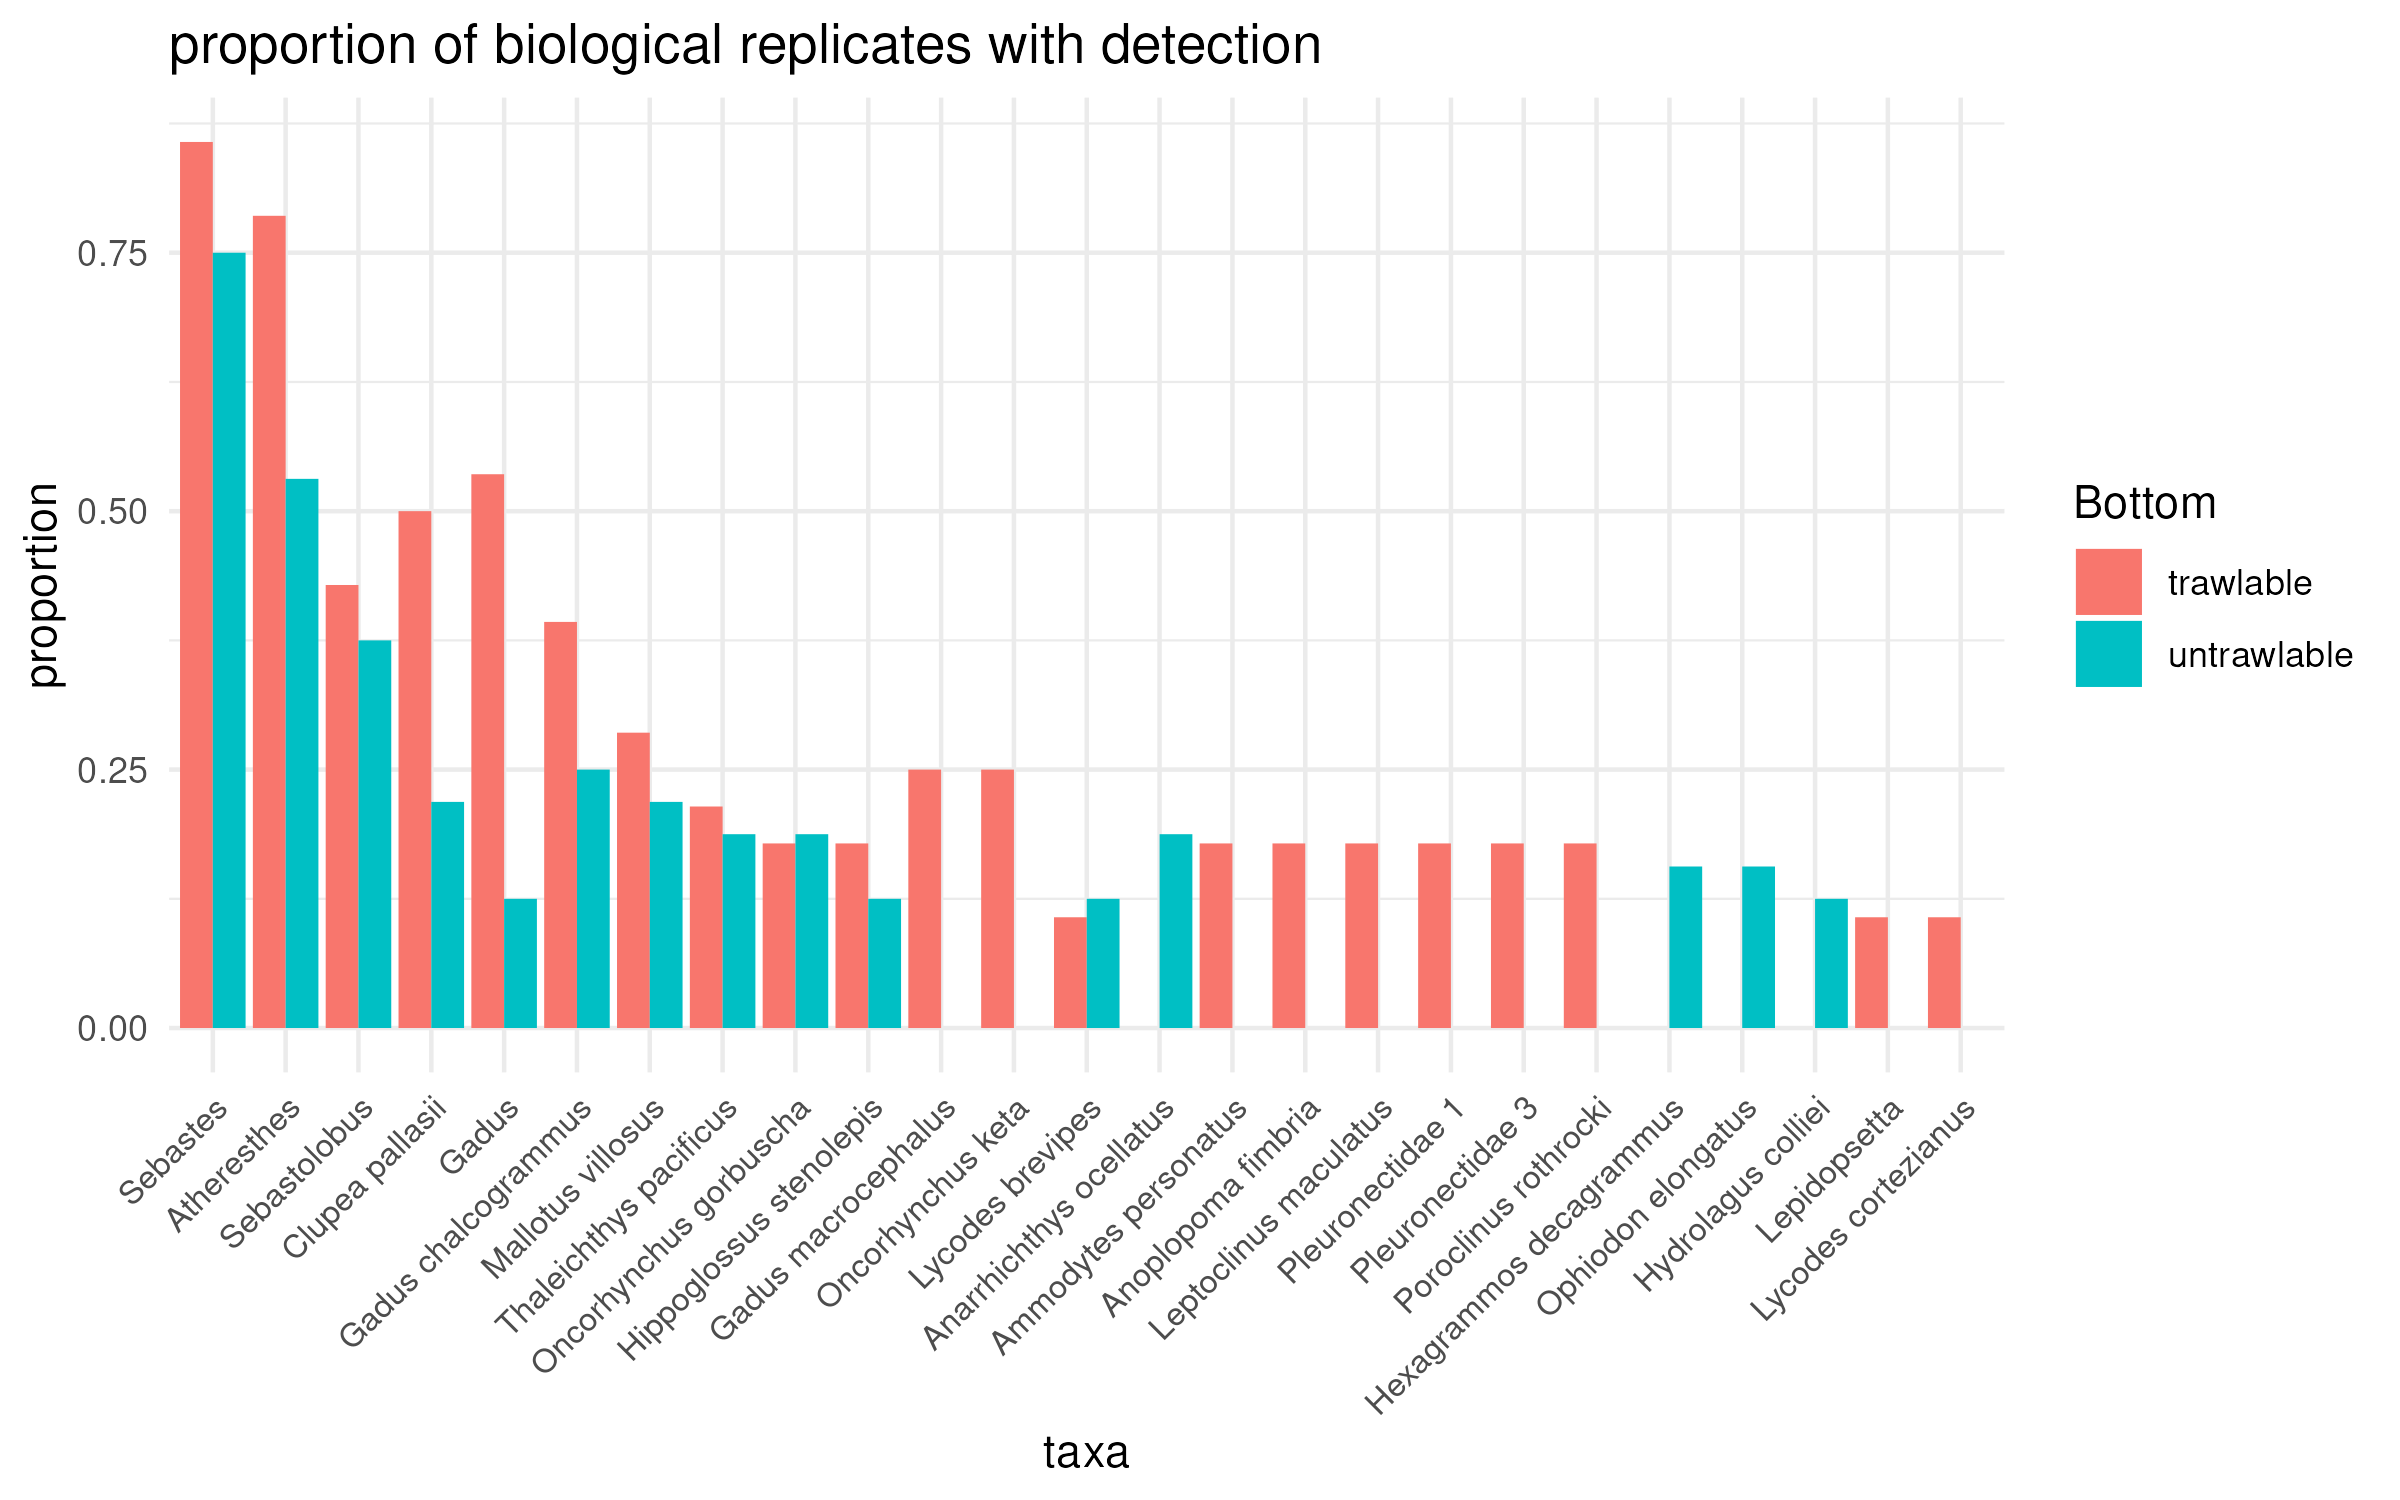 proportion of biological replicates with detection
proportion
0.75
0.50
0.25
0.00
Sebastes
Atheresthes
Sebastolobus
Clupea pallasii
Gadus
Gadus chalcogrammus
Mallotus villosus
Thaleichthys pacificus
Oncorhynchus gorbuscha
Hippoglossus stenolepis
Gadus macrocephalus
Oncorhynchus keta
Lycodes brevipes
Anarrhichthys ocellatus
Ammodytes personatus
Anoplopoma fimbria
Leptoclinus maculatus
Pleuronectidae 1
Pleuronectidae 3
Poroclinus rothrocki
Hexagrammos decagrammus
Ophiodon elongatus
Hydrolagus colliei
Lepidopsetta
Lycodes cortezianus
taxa
Bottom
trawlable
untrawlable